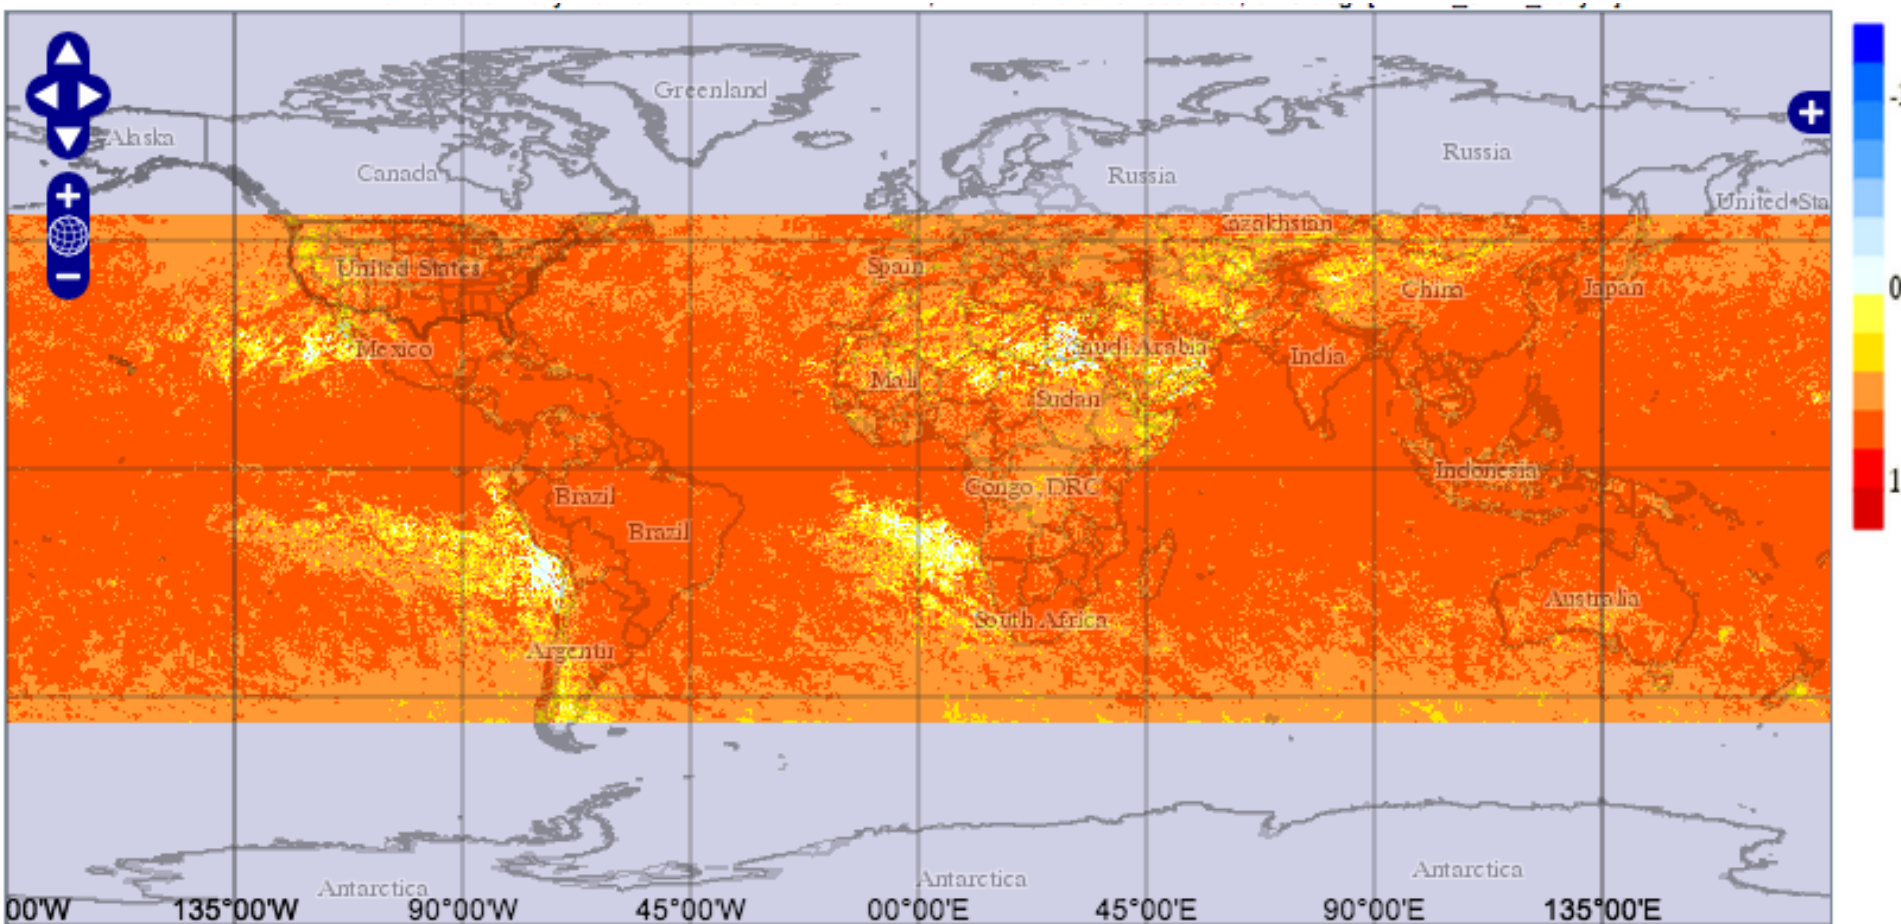 Greenland
Alaska
Canada
Russia
Russia
United Sta
azakhstan
United States
Spain
China
Japan
Mexico
audi Arabia
India
Mali
Sudan
Indonesia
Congo, DRC
Brazil
Brazil
Australia
South Africa
Argentin
Antarctica
Antarctica
Antarctica
00'W 135°00'W 90°00'W 45°00'W 00°00'E 45°00'E 90°00'E 135°00'E
0
1